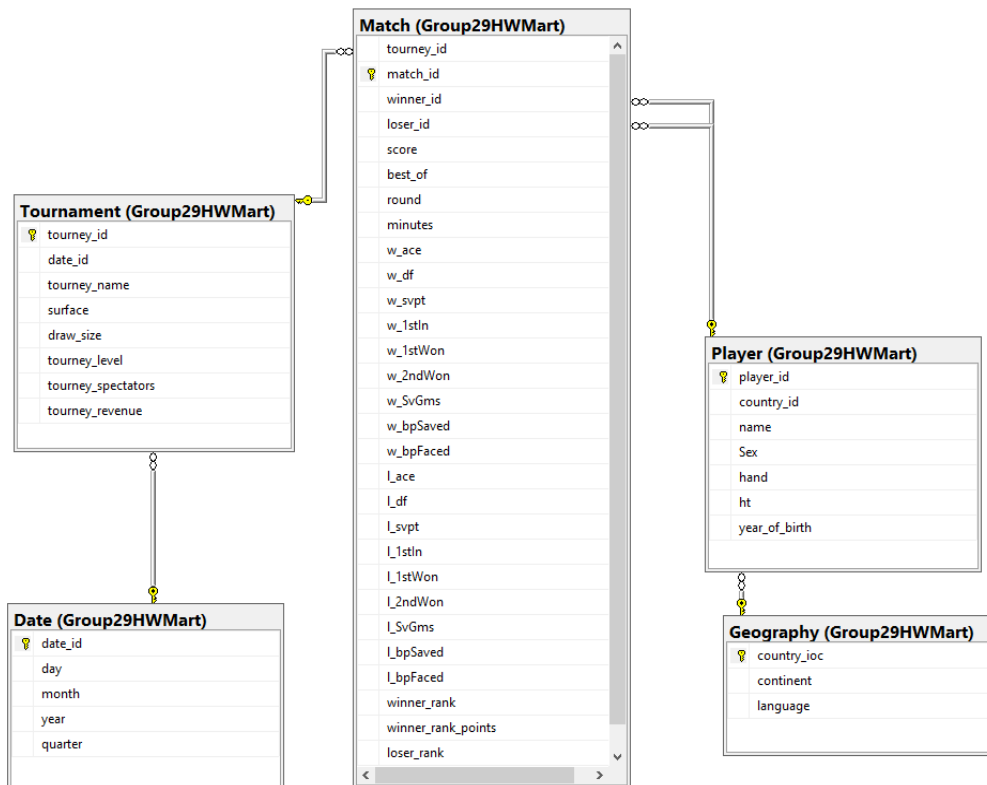 Match (Group29HWMart)
tourney_id
match_id
winner_id
loser_id
score
best_of
round
minutes
w_ace
w_df
w_svpt
w_1stIn
w_1stWon
w_2ndWon
w_SvGms
w_bpSaved
w_bpFaced
l_ace
l_df
l_svpt
l_1stIn
l_1stWon
l_2ndWon
l_SvGms
l_bpSaved
l_bpFaced
winner_rank
winner_rank_points
loser_rank
Tournament (Group29HWMart)
tourney_id
date_id
tourney_name
surface
draw_size
tourney_level
tourney_spectators
tourney_revenue
Player (Group29HWMart)
player_id
country_id
name
Sex
hand
ht
year_of_birth
Date (Group29HWMart)
date_id
day
month
year
quarter
Geography (Group29HWMart)
country_ioc
continent
language